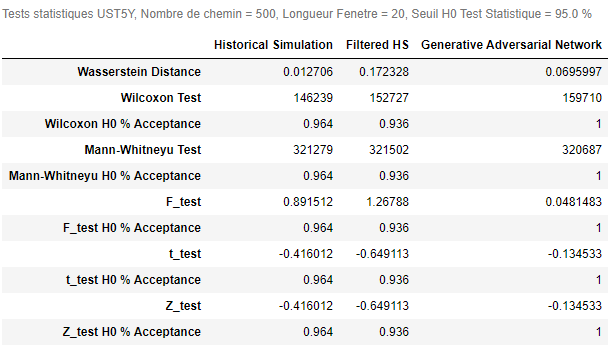 Tests statistiques UST5Y, Nombre de chemin = 500, Longueur Fenetre = 20, Seuil H0 Test Statistique = 95.0 %
Historical Simulation Filtered HS Generative Adversarial Network
Wasserstein Distance 0.012706 0.172328 0.0695997
Wilcoxon Test 146239 152727 159710
Wilcoxon H0 % Acceptance 0.964 0.936 1
Mann-Whitneyu Test 321279 321502 320687
Mann-Whitneyu H0 % Acceptance 0.964 0.936 1
F_test 0.891512 1.26788 0.0481483
F_test H0 % Acceptance 0.964 0.936 1
t_test -0.416012 -0.649113 -0.134533
t_test H0 % Acceptance 0.964 0.936 1
Z_test -0.416012 -0.649113 -0.134533
Z_test H0 % Acceptance 0.964 0.936 1